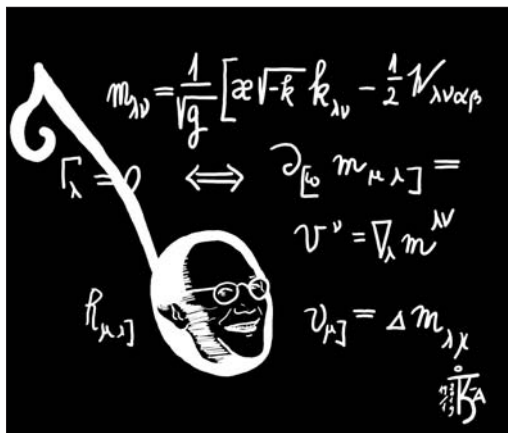 m_{λν} = 1/√g [æ√-k k_{λν} - 1/2 N_{λναβ}
Γ_λ = 0 ⇔ ∂_{[ω} m_{μλ]} =
v^ν = ∇_λ m^{λν}
R_{μλ]} v_{μ]} = Δ m_{λχ}